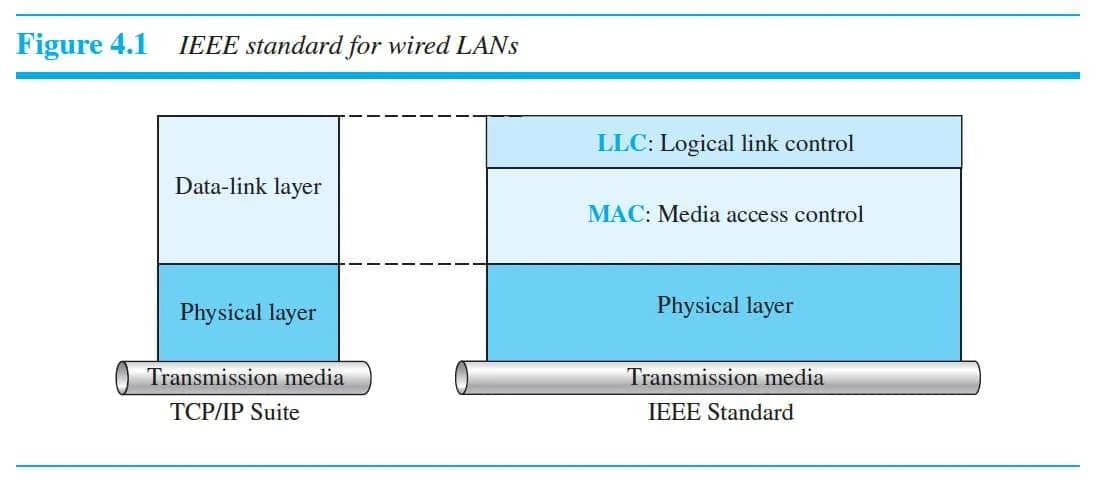 Figure 4.1 IEEE standard for wired LANs
Data-link layer
Physical layer
Transmission media
TCP/IP Suite
LLC: Logical link control
MAC: Media access control
Physical layer
Transmission media
IEEE Standard